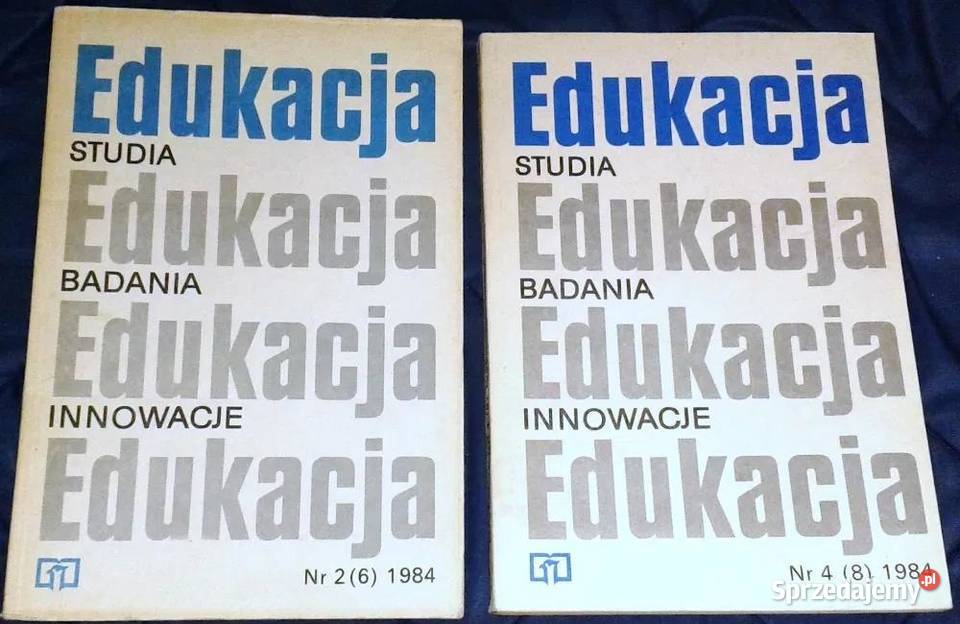 Edukacja
STUDIA
Edukacja
BADANIA
Edukacja
INNOWACJE
Edukacja
Nr 2(6) 1984
Edukacja
STUDIA
Edukacja
BADANIA
Edukacja
INNOWACJE
Edukacja
Nr 4 (8) 1984
Sprzedajemy.pl